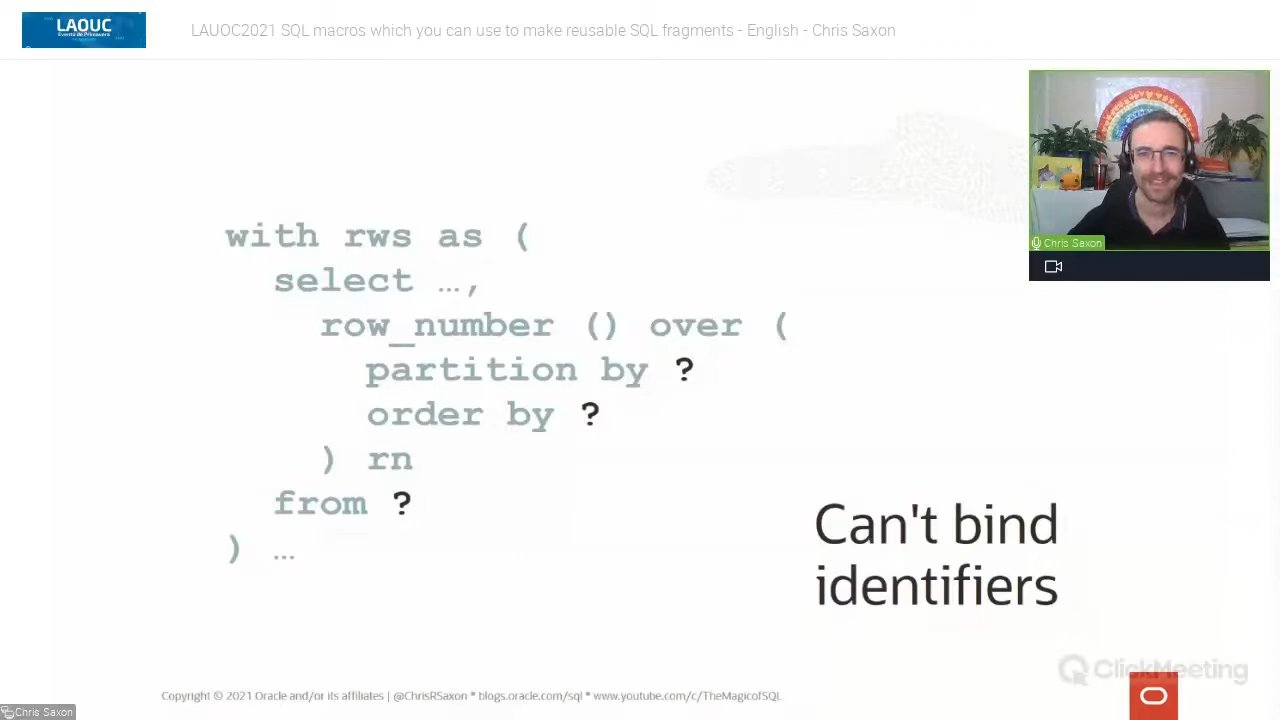 LAOUC
LAUOC2021 SQL macros which you can use to make reusable SQL fragments - English - Chris Saxon
Chris Saxon
with rws as (
select …,
row_number () over (
partition by ?
order by ?
) rn
from ?
) …
Can't bind
identifiers
ClickMeeting
Copyright © 2021 Oracle and/or its affiliates | @ChrisRSaxon * blogs.oracle.com/sql * www.youtube.com/c/TheMagicofSQL
Chris Saxon